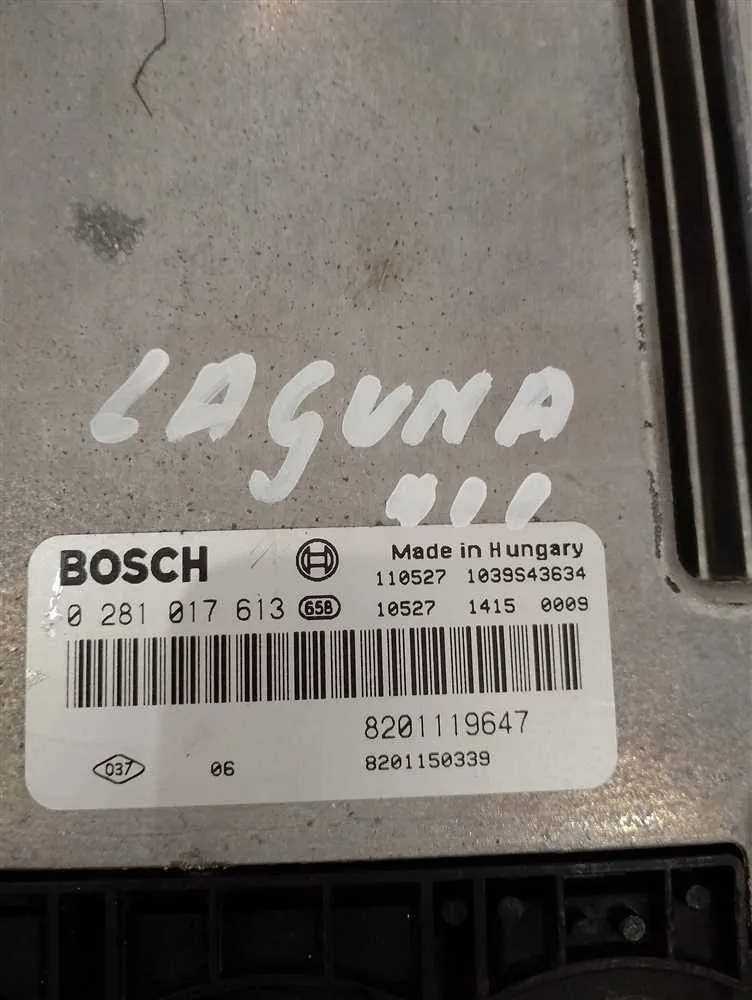 LAGUNA
III
BOSCH Made in Hungary
110527 1039S43634
0 281 017 613 658 10527 1415 0009
8201119647
037 06 8201150339